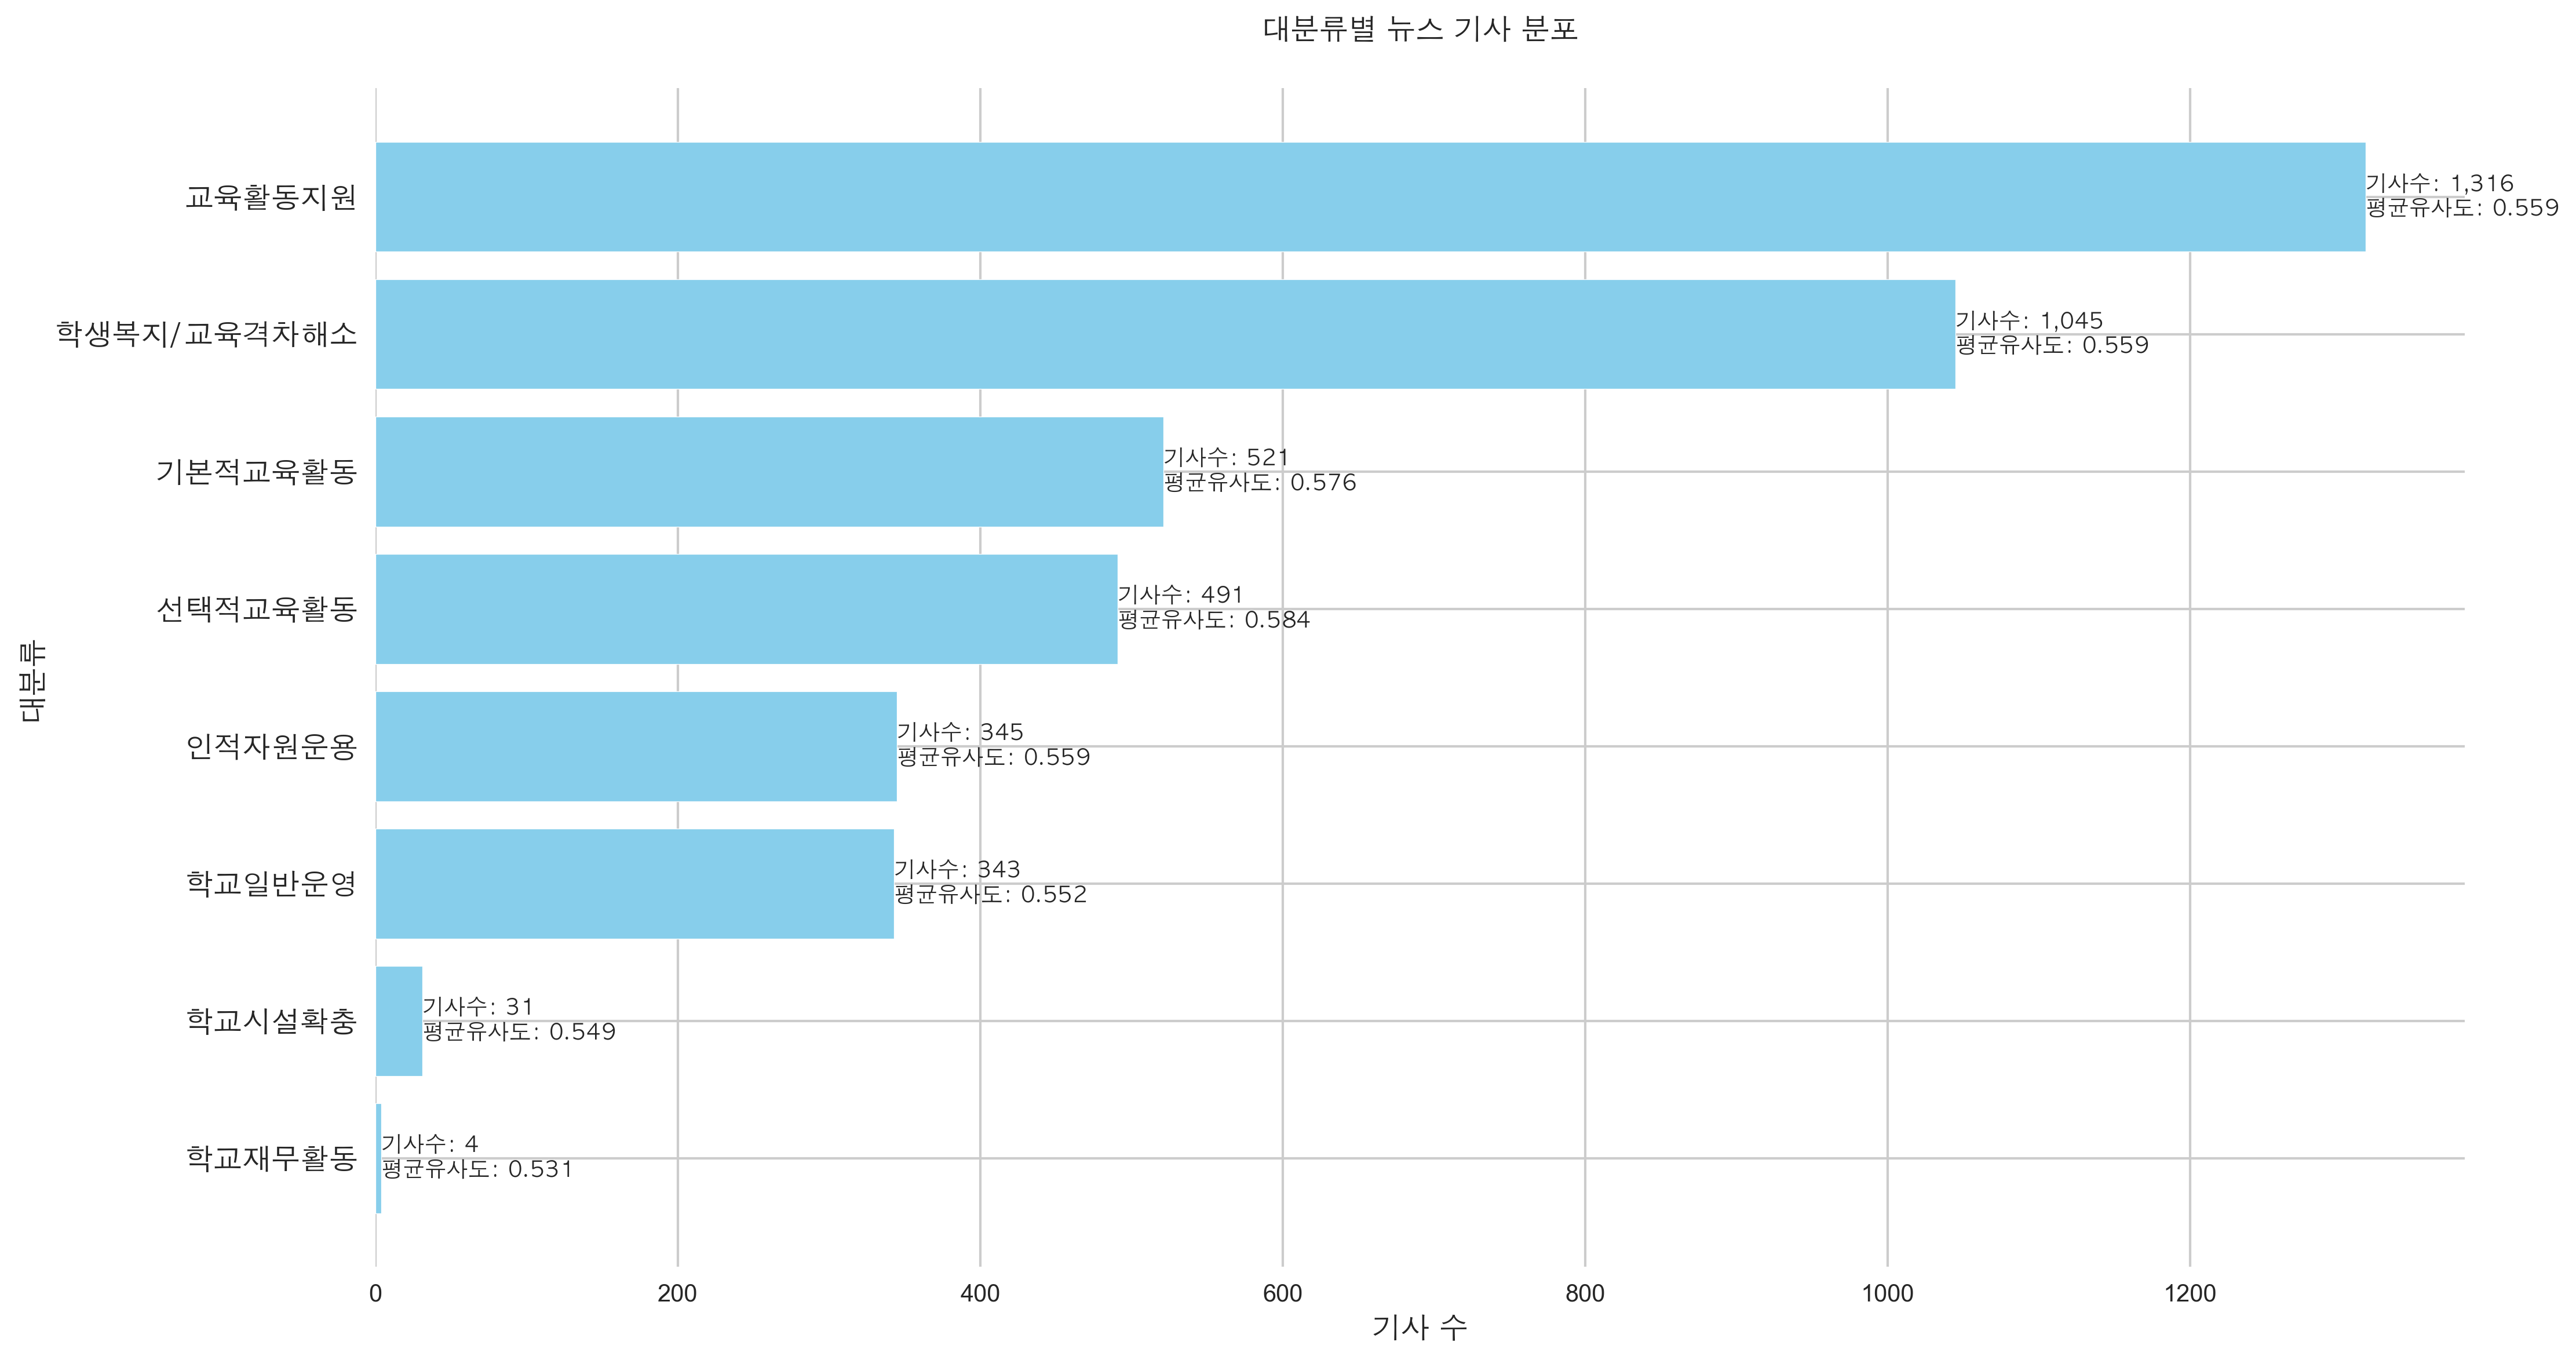 대분류별 뉴스 기사 분포
대분류
교육활동지원
기사수: 1,316
평균유사도: 0.559
학생복지/교육격차해소
기사수: 1,045
평균유사도: 0.559
기본적교육활동
기사수: 521
평균유사도: 0.576
선택적교육활동
기사수: 491
평균유사도: 0.584
인적자원운용
기사수: 345
평균유사도: 0.559
학교일반운영
기사수: 343
평균유사도: 0.552
학교시설확충
기사수: 31
평균유사도: 0.549
학교재무활동
기사수: 4
평균유사도: 0.531
0 200 400 600 800 1000 1200
기사 수